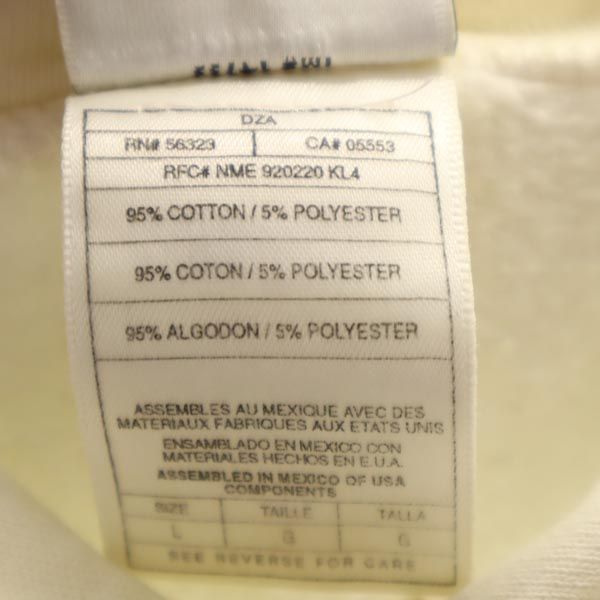 DZA
RN# 56323 CA# 05553
RFC# NME 920220 KL4
95% COTTON / 5% POLYESTER
95% COTON / 5% POLYESTER
95% ALGODON / 5% POLYESTER
ASSEMBLES AU MEXIQUE AVEC DES
MATERIAUX FABRIQUES AUX ETATS UNIS
ENSAMBLADO EN MEXICO CON
MATERIALES HECHOS EN E.U.A.
ASSEMBLED IN MEXICO OF USA
COMPONENTS
SIZE TAILLE TALLA
L G G
SEE REVERSE FOR CARE